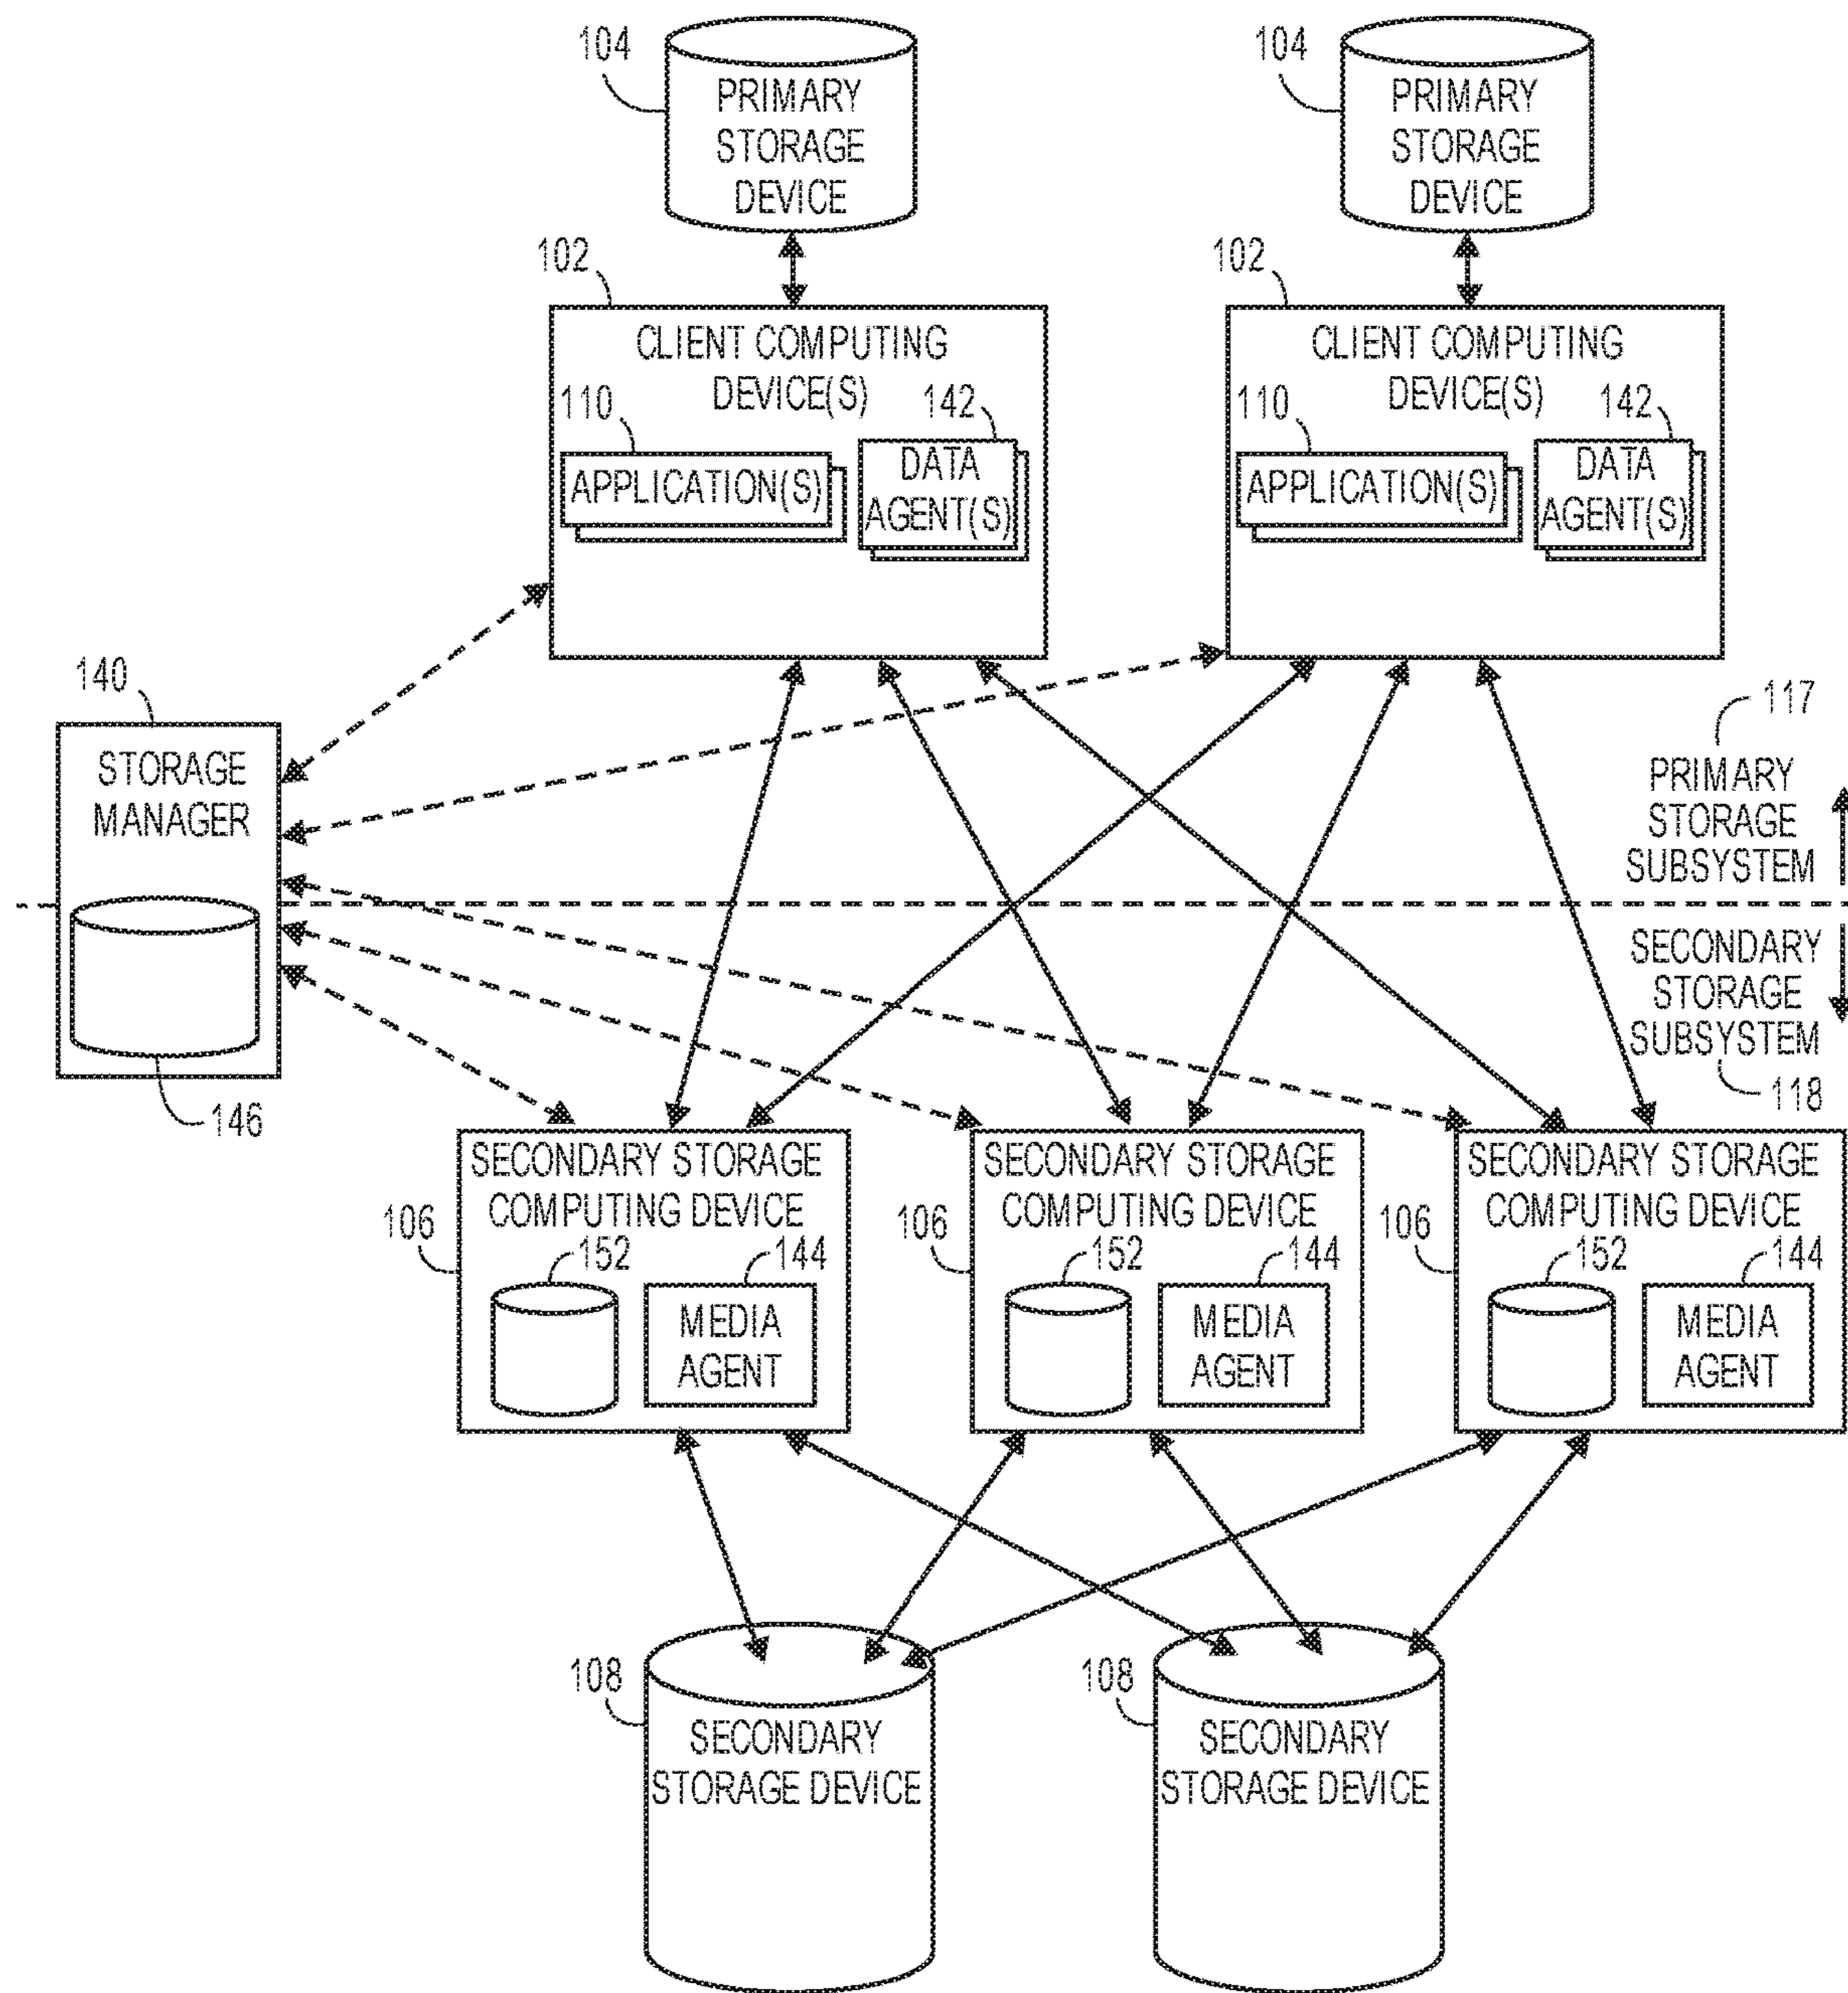 104
PRIMARY
STORAGE
DEVICE
104
PRIMARY
STORAGE
DEVICE
102
CLIENT COMPUTING
DEVICE(S)
110
142
APPLICATION(S)
DATA
AGENT(S)
102
CLIENT COMPUTING
DEVICE(S)
110
142
APPLICATION(S)
DATA
AGENT(S)
140
STORAGE
MANAGER
146
117
PRIMARY
STORAGE
SUBSYSTEM
SECONDARY
STORAGE
SUBSYSTEM
118
SECONDARY STORAGE
COMPUTING DEVICE
106
152
144
MEDIA
AGENT
SECONDARY STORAGE
COMPUTING DEVICE
106
152
144
MEDIA
AGENT
SECONDARY STORAGE
COMPUTING DEVICE
106
152
144
MEDIA
AGENT
108
SECONDARY
STORAGE DEVICE
108
SECONDARY
STORAGE DEVICE